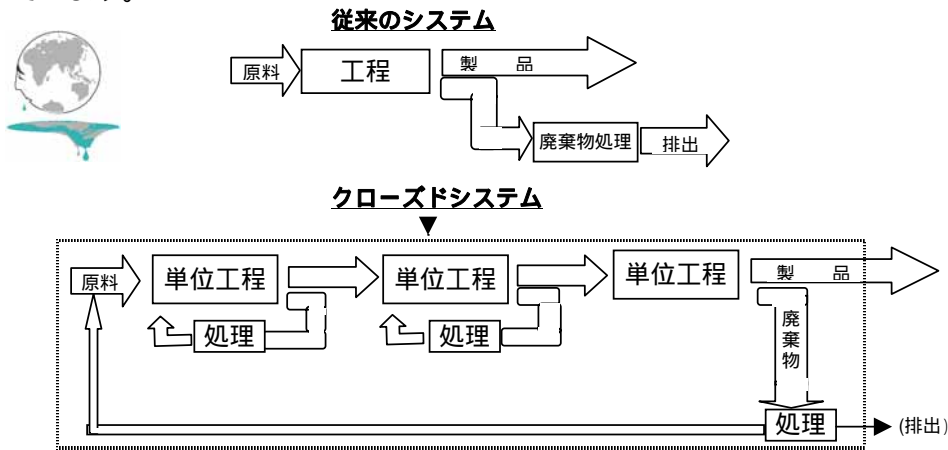 従来のシステム
原料
工程
製 品
廃棄物処理
排出
クローズドシステム
原料
単位工程
単位工程
単位工程
製 品
処理
処理
廃棄物
処理
(排出)